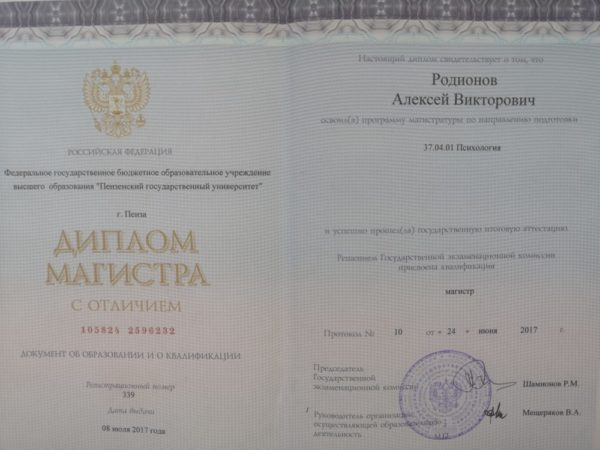 РОССИЙСКАЯ ФЕДЕРАЦИЯ
Федеральное государственное бюджетное образовательное учреждение
высшего образования "Пензенский государственный университет"
г. Пенза
ДИПЛОМ
МАГИСТРА
С ОТЛИЧИЕМ
105824 2596232
ДОКУМЕНТ ОБ ОБРАЗОВАНИИ И О КВАЛИФИКАЦИИ
Регистрационный номер
339
Дата выдачи
08 июля 2017 года
Настоящий диплом свидетельствует о том, что
Родионов
Алексей Викторович
освоил(а) программу магистратуры по направлению подготовки
37.04.01 Психология
и успешно прошел(ла) государственную итоговую аттестацию
Решением Государственной экзаменационной комиссии
присвоена квалификация
магистр
Протокол № 10 от « 24 » июня 2017 г.
Председатель
Государственной
экзаменационной комиссии
Шамионов Р.М.
Руководитель организации,
осуществляющей образовательную
Мещеряков В.А.
деятельность
М.П.